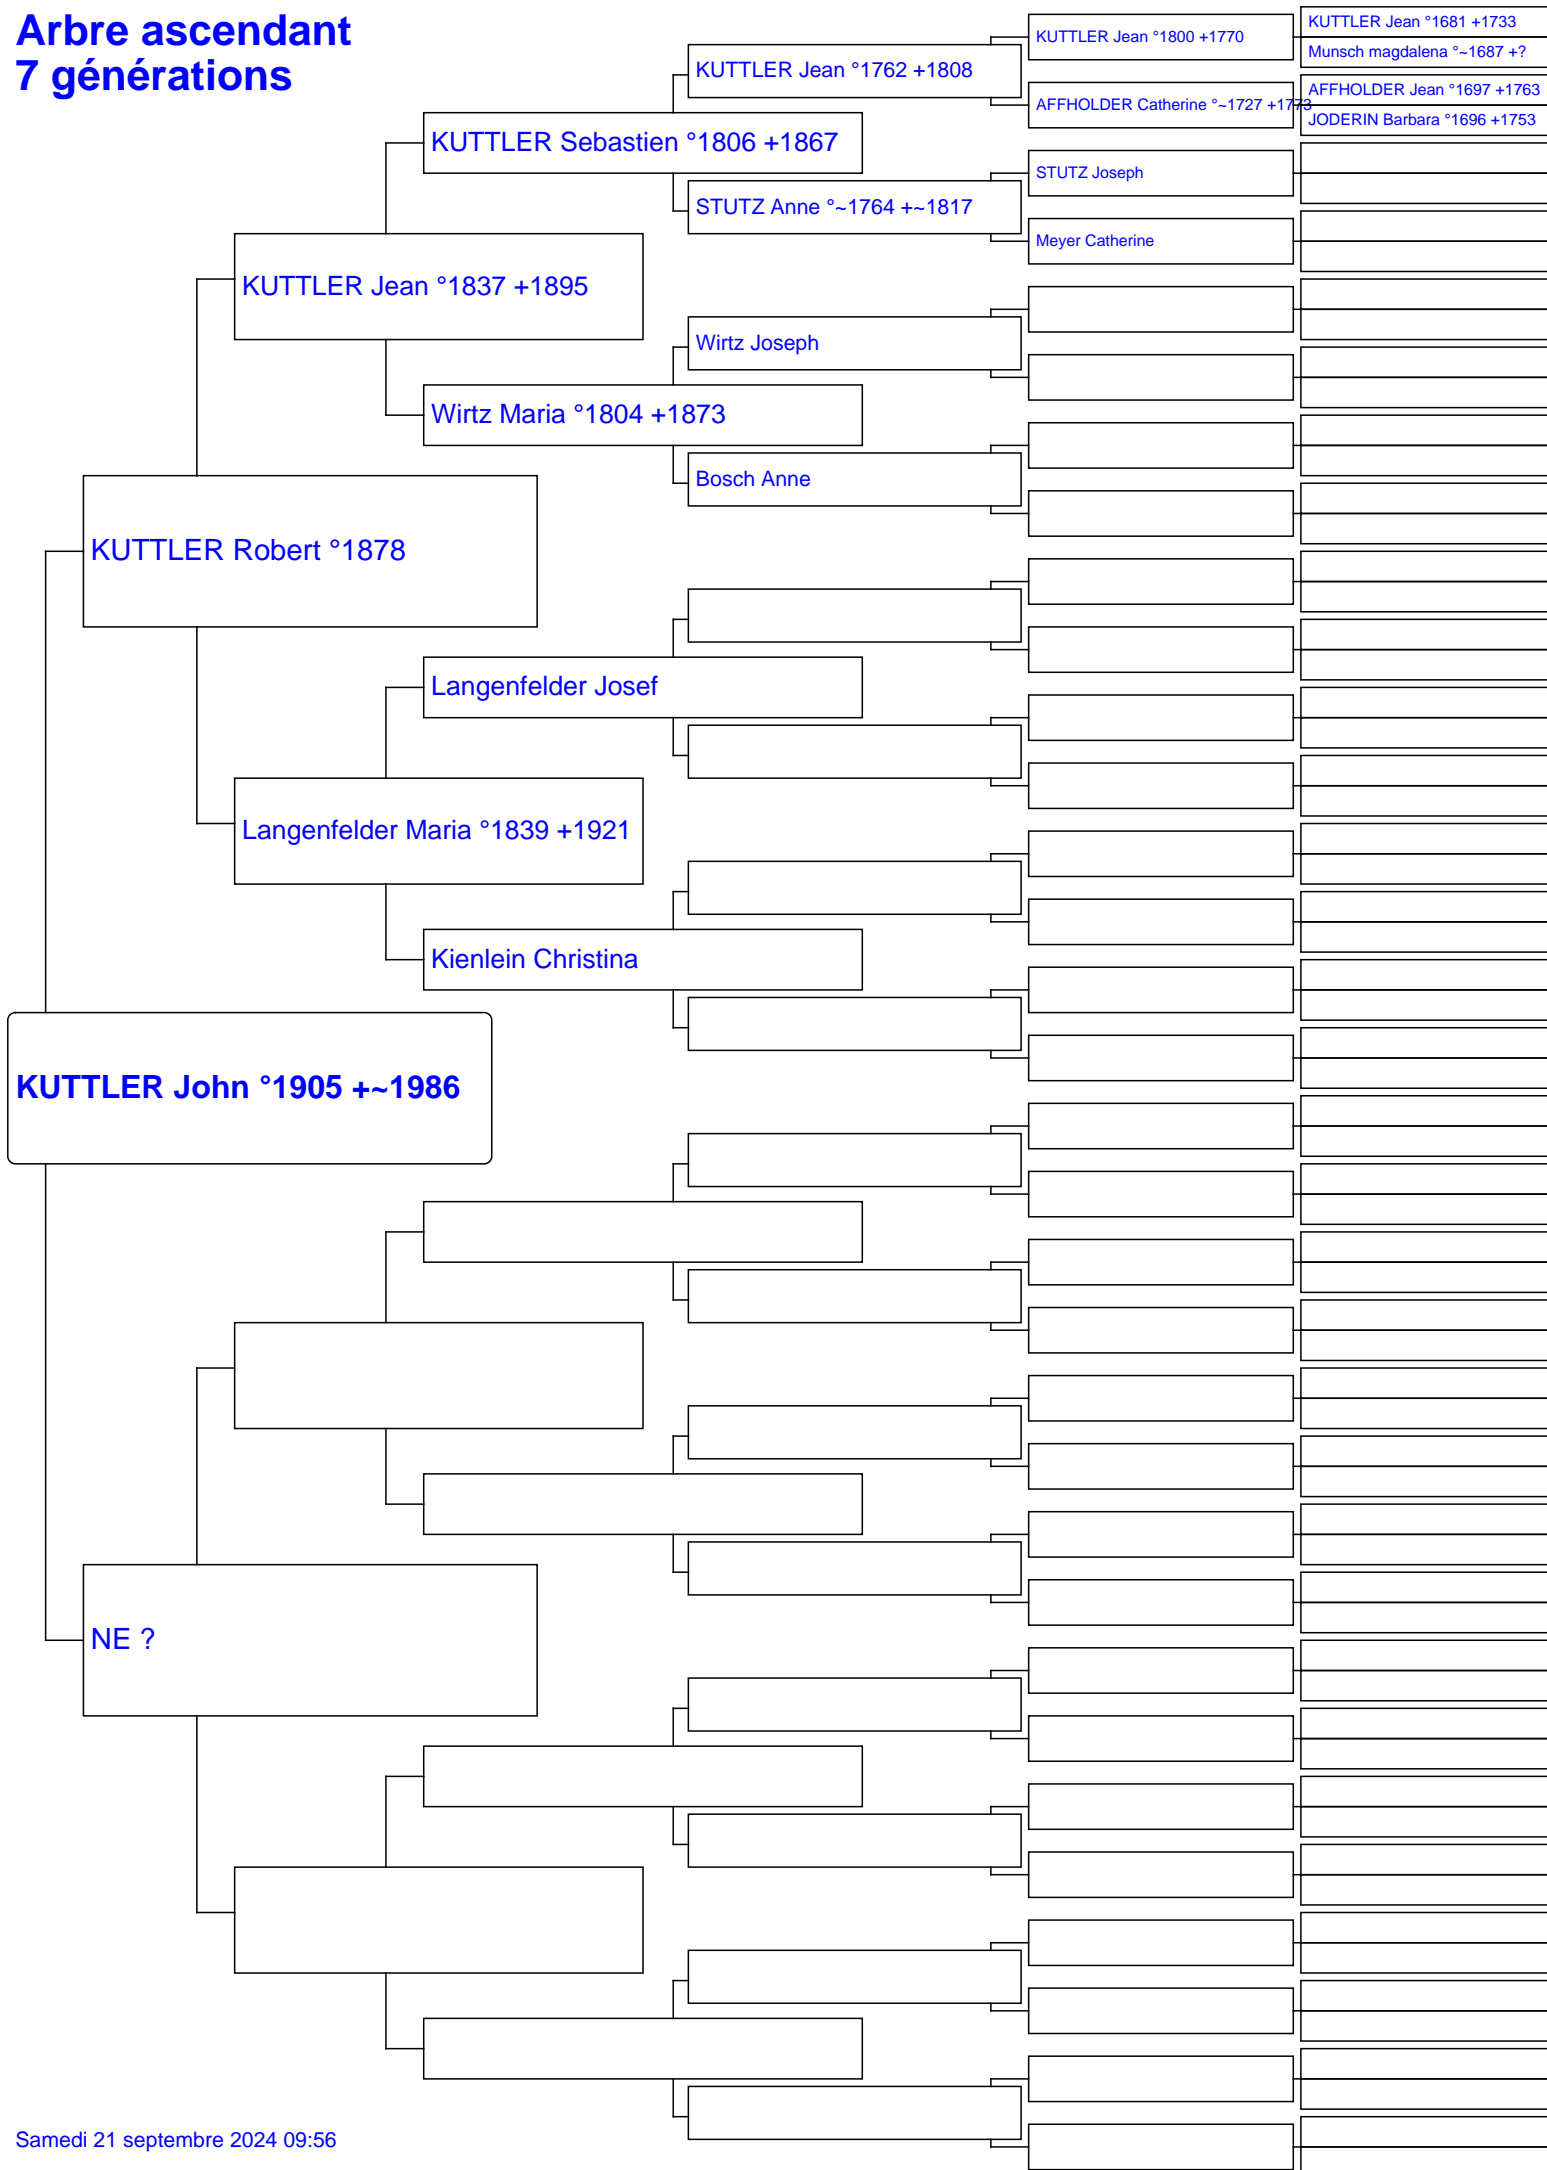 Arbre ascendant
7 générations
KUTTLER John °1905 +~1986
KUTTLER Robert °1878
NE ?
KUTTLER Jean °1837 +1895
Langenfelder Maria °1839 +1921
KUTTLER Sebastien °1806 +1867
Wirtz Maria °1804 +1873
Langenfelder Josef
Kienlein Christina
KUTTLER Jean °1762 +1808
STUTZ Anne °~1764 +~1817
Wirtz Joseph
Bosch Anne
KUTTLER Jean °1800 +1770
AFFHOLDER Catherine °~1727 +1773
STUTZ Joseph
Meyer Catherine
KUTTLER Jean °1681 +1733
Munsch magdalena °~1687 +?
AFFHOLDER Jean °1697 +1763
JODERIN Barbara °1696 +1753
Samedi 21 septembre 2024 09:56